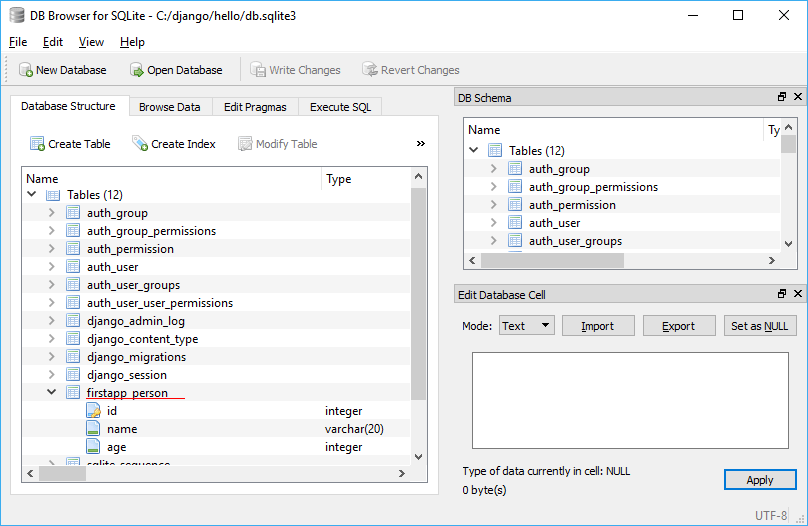 DB Browser for SQLite - C:/django/hello/db.sqlite3
File Edit View Help
New Database Open Database Write Changes Revert Changes
Database Structure Browse Data Edit Pragmas Execute SQL
Create Table Create Index Modify Table »
Name Type
Tables (12)
auth_group
auth_group_permissions
auth_permission
auth_user
auth_user_groups
auth_user_user_permissions
django_admin_log
django_content_type
django_migrations
django_session
firstapp_person
id integer
name varchar(20)
age integer
sqlite_sequence
DB Schema
Name Ty
Tables (12)
auth_group
auth_group_permissions
auth_permission
auth_user
auth_user_groups
Edit Database Cell
Mode: Text Import Export Set as NULL
Type of data currently in cell: NULL
0 byte(s)
Apply
UTF-8